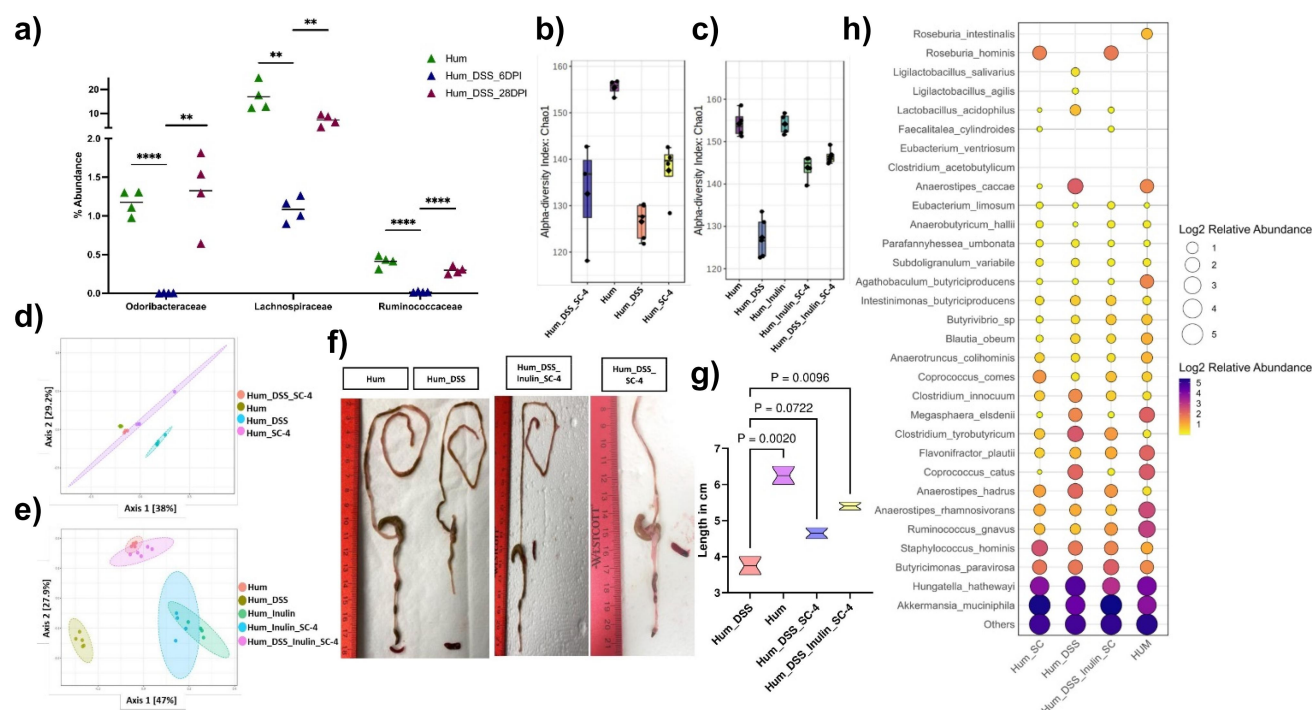 a)
Hum
Hum_DSS_6DPI
Hum_DSS_28DPI
% Abundance
20
10
2.0
1.5
1.0
0.5
0.0
****
**
**
**
****
****
Odoribacteraceae
Lachnospiraceae
Ruminococcaceae
b)
Alpha-diversity Index: Chao1
160
150
140
130
120
Hum_DSS_SC-4
Hum
Hum_DSS
Hum_SC-4
c)
Alpha-diversity Index: Chao1
160
150
140
130
120
Hum
Hum_DSS
Hum_Inulin
Hum_Inulin_SC-4
Hum_DSS_Inulin_SC-4
d)
Axis 2 [29.2%]
Axis 1 [38%]
Hum_DSS_SC-4
Hum
Hum_DSS
Hum_SC-4
e)
Axis 2 [27.9%]
Axis 1 [47%]
Hum
Hum_DSS
Hum_Inulin
Hum_Inulin_SC-4
Hum_DSS_Inulin_SC-4
f)
Hum
Hum_DSS
Hum_DSS_
Inulin_SC-4
Hum_DSS_
SC-4
WESTCOTT
g)
P = 0.0096
P = 0.0722
P = 0.0020
Length in cm
7
6
5
4
3
Hum_DSS
Hum
Hum_DSS_SC-4
Hum_DSS_Inulin_SC-4
h)
Roseburia_intestinalis
Roseburia_hominis
Ligilactobacillus_salivarius
Ligilactobacillus_agilis
Lactobacillus_acidophilus
Faecalitalea_cylindroides
Eubacterium_ventriosum
Clostridium_acetobutylicum
Anaerostipes_caccae
Eubacterium_limosum
Anaerobutyricum_hallii
Parafannyhessea_umbonata
Subdoligranulum_variabile
Agathobaculum_butyriciproducens
Intestinimonas_butyriciproducens
Butyrivibrio_sp
Blautia_obeum
Anaerotruncus_colihominis
Coprococcus_comes
Clostridium_innocuum
Megasphaera_elsdenii
Clostridium_tyrobutyricum
Flavonifractor_plautii
Coprococcus_catus
Anaerostipes_hadrus
Anaerostipes_rhamnosivorans
Ruminococcus_gnavus
Staphylococcus_hominis
Butyricimonas_paravirosa
Hungatella_hathewayi
Akkermansia_muciniphila
Others
Hum_SC
Hum_DSS
Hum_DSS_Inulin_SC
HUM
Log2 Relative Abundance
1
2
3
4
5
Log2 Relative Abundance
5
4
3
2
1